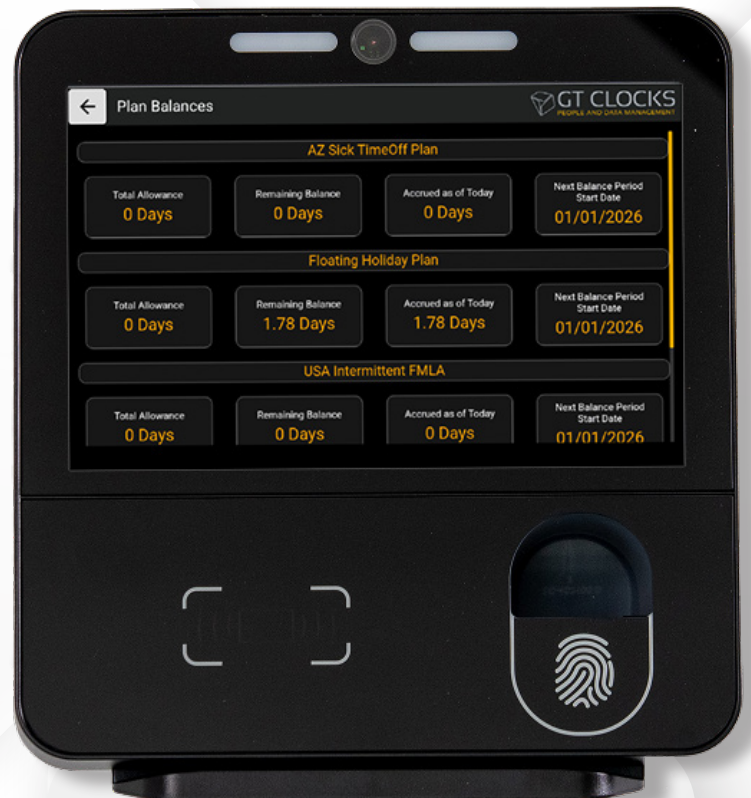 Plan Balances
GT CLOCKS
PEOPLE AND DATA MANAGEMENT
AZ Sick TimeOff Plan
Total Allowance
0 Days
Remaining Balance
0 Days
Accrued as of Today
0 Days
Next Balance Period
Start Date
01/01/2026
Floating Holiday Plan
Total Allowance
0 Days
Remaining Balance
1.78 Days
Accrued as of Today
1.78 Days
Next Balance Period
Start Date
01/01/2026
USA Intermittent FMLA
Total Allowance
0 Days
Remaining Balance
0 Days
Accrued as of Today
0 Days
Next Balance Period
Start Date
01/01/2026